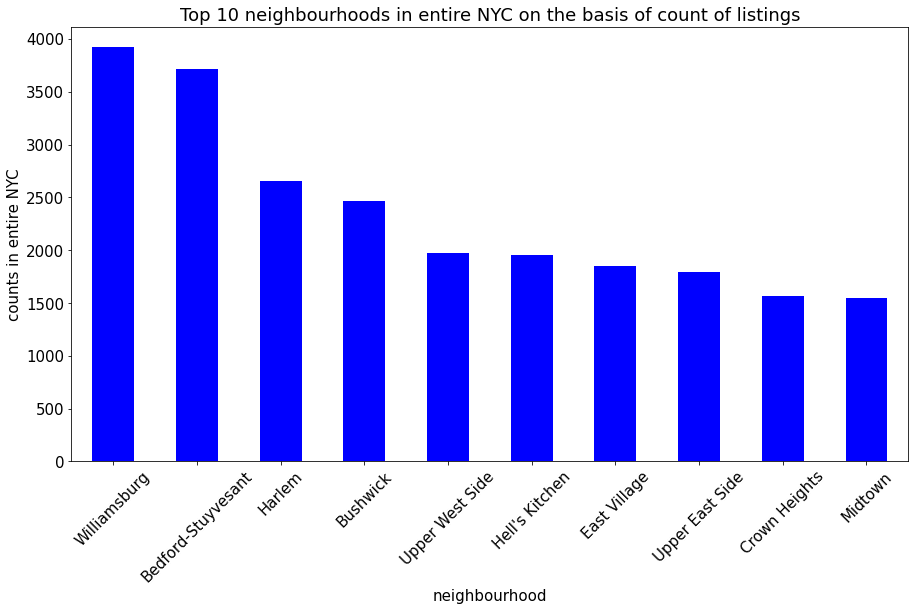 Top 10 neighbourhoods in entire NYC on the basis of count of listings
counts in entire NYC
4000
3500
3000
2500
2000
1500
1000
500
0
Williamsburg
Bedford-Stuyvesant
Harlem
Bushwick
Upper West Side
Hell's Kitchen
East Village
Upper East Side
Crown Heights
Midtown
neighbourhood